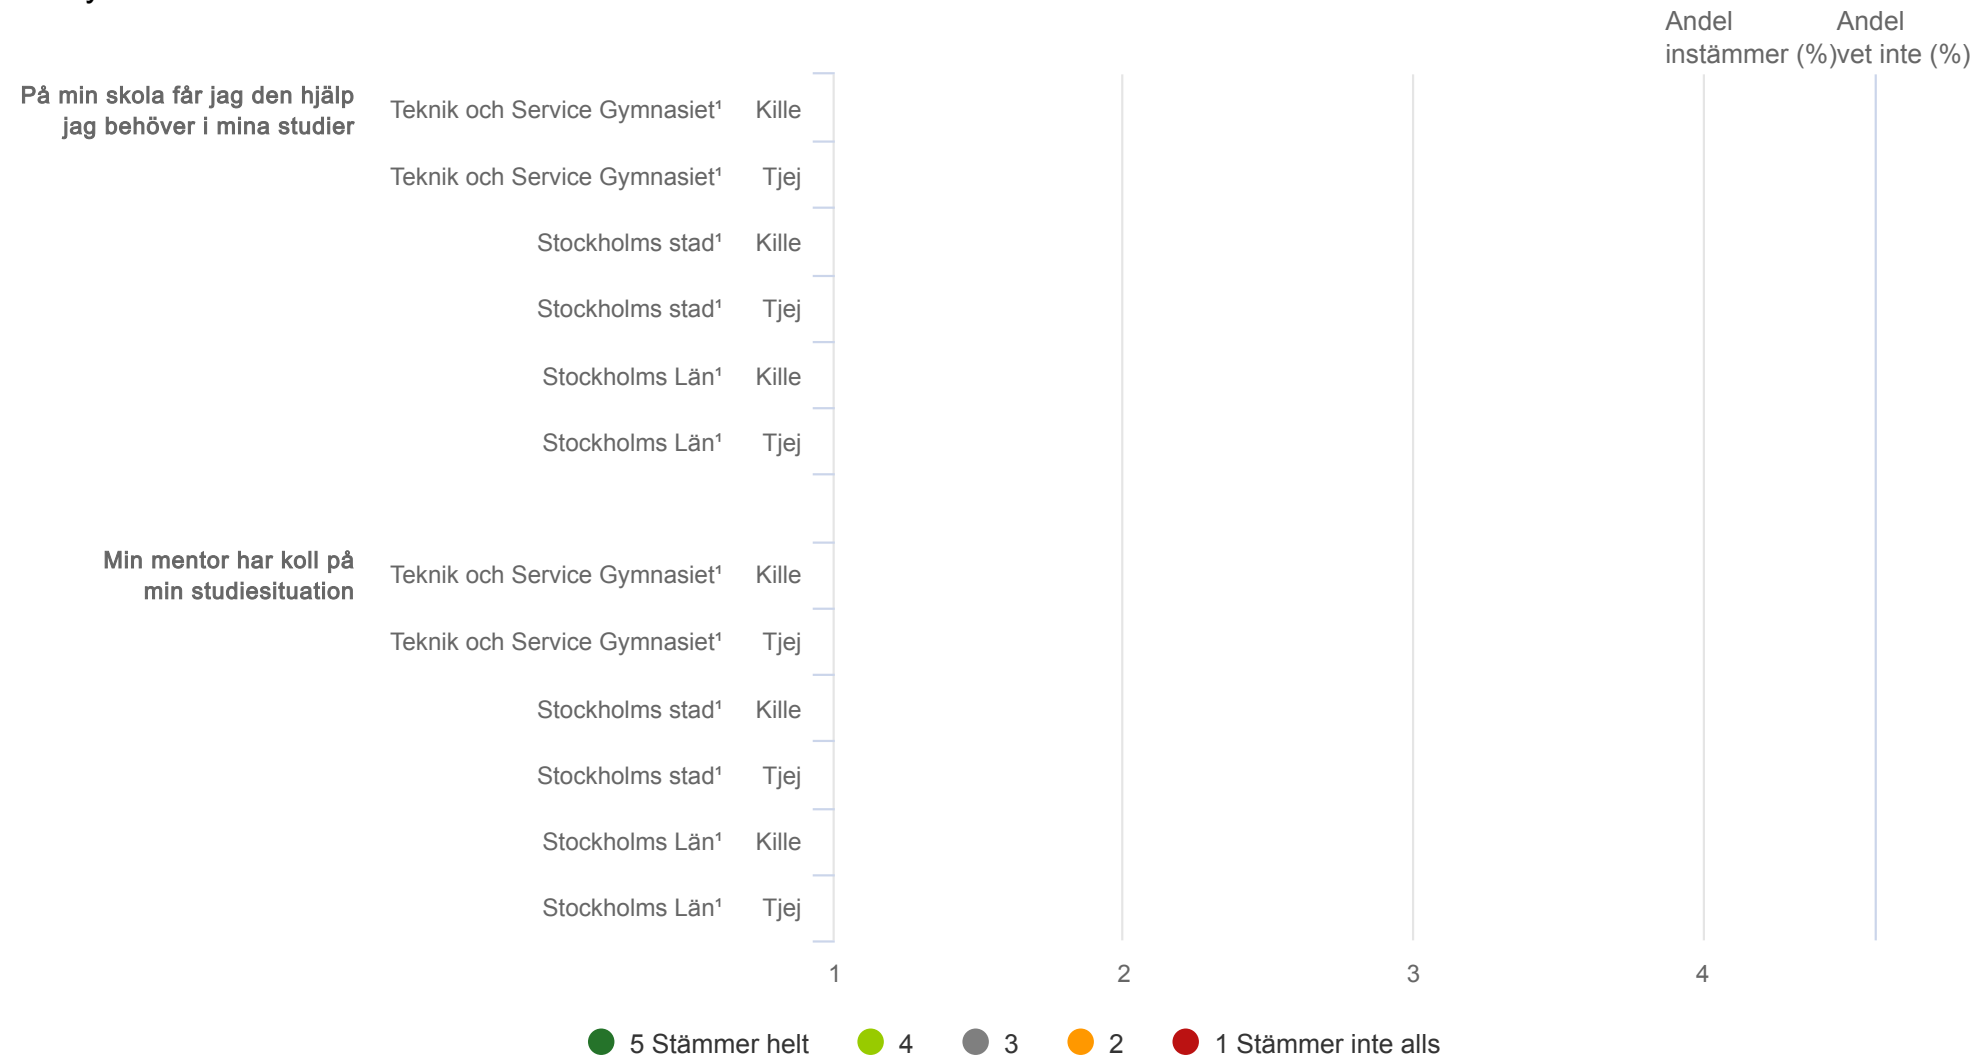 Andel Andel
instämmer (%) vet inte (%)
På min skola får jag den hjälp
jag behöver i mina studier
Teknik och Service Gymnasiet¹ Kille
Teknik och Service Gymnasiet¹ Tjej
Stockholms stad¹ Kille
Stockholms stad¹ Tjej
Stockholms Län¹ Kille
Stockholms Län¹ Tjej
Min mentor har koll på
min studiesituation
Teknik och Service Gymnasiet¹ Kille
Teknik och Service Gymnasiet¹ Tjej
Stockholms stad¹ Kille
Stockholms stad¹ Tjej
Stockholms Län¹ Kille
Stockholms Län¹ Tjej
1 2 3 4
5 Stämmer helt 4 3 2 1 Stämmer inte alls